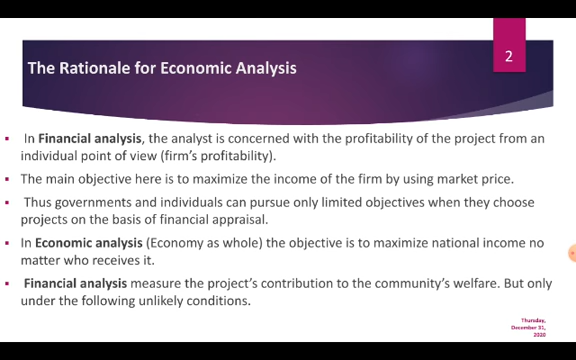 2
The Rationale for Economic Analysis
▪ In Financial analysis, the analyst is concerned with the profitability of the project from an
individual point of view (firm's profitability).
▪ The main objective here is to maximize the income of the firm by using market price.
▪ Thus governments and individuals can pursue only limited objectives when they choose
projects on the basis of financial appraisal.
▪ In Economic analysis (Economy as whole) the objective is to maximize national income no
matter who receives it.
▪ Financial analysis measure the project's contribution to the community's welfare. But only
under the following unlikely conditions.
Thursday,
December 31,
2020